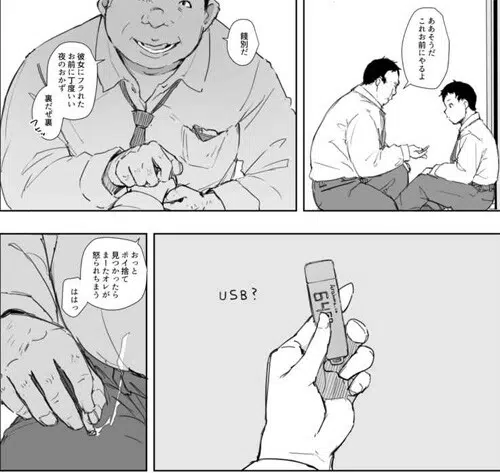 ああそうだ
これお前にやるよ
餞別だ
彼女にフラれた
お前に丁度いい
夜のおかず
裏だぜ裏
USB?
64GB
おっと
ポイ捨て
見つかったら
まーたオレが
怒られちまう
ははっ